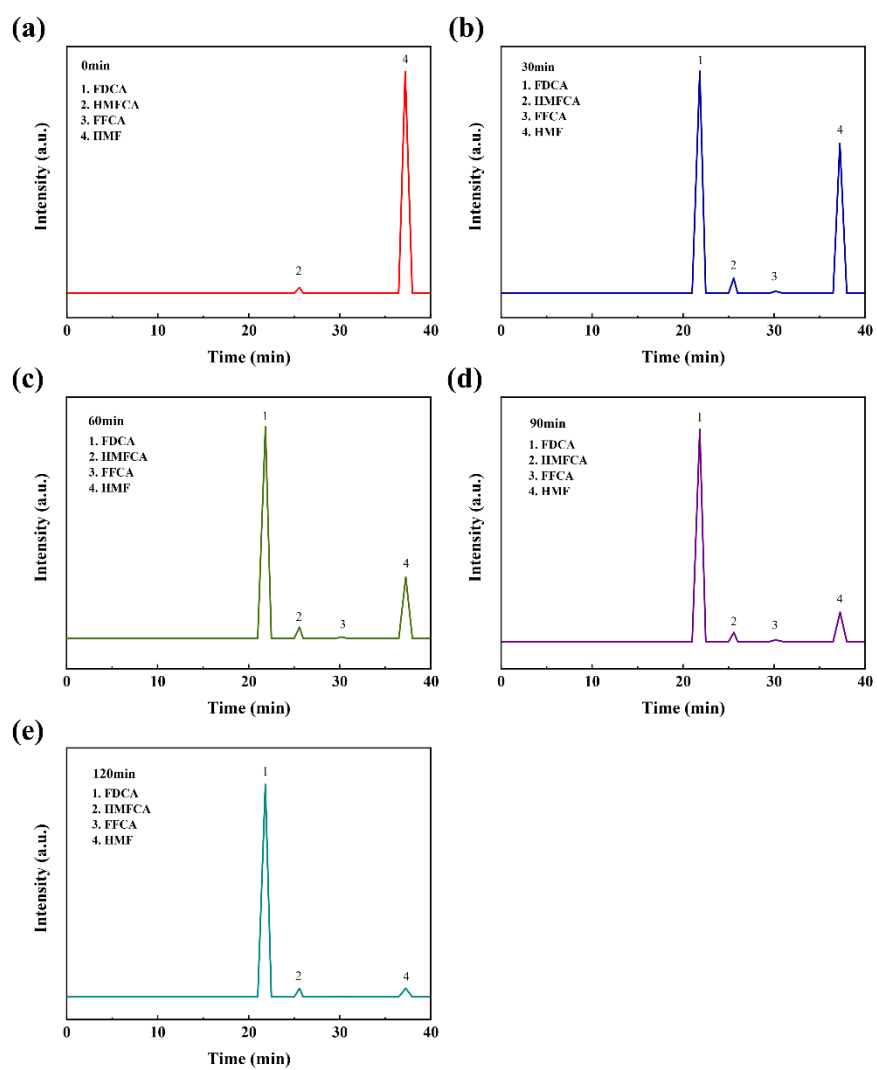 (a)
0min
1. FDCA
2. HMFCA
3. FFCA
4. HMF
2
4
Intensity (a.u.)
0 10 20 30 40
Time (min)
(b)
30min
1. FDCA
2. HMFCA
3. FFCA
4. HMF
1
2
3
4
Intensity (a.u.)
0 10 20 30 40
Time (min)
(c)
60min
1. FDCA
2. HMFCA
3. FFCA
4. HMF
1
2
3
4
Intensity (a.u.)
0 10 20 30 40
Time (min)
(d)
90min
1. FDCA
2. HMFCA
3. FFCA
4. HMF
1
2
3
4
Intensity (a.u.)
0 10 20 30 40
Time (min)
(e)
120min
1. FDCA
2. HMFCA
3. FFCA
4. HMF
1
2
4
Intensity (a.u.)
0 10 20 30 40
Time (min)